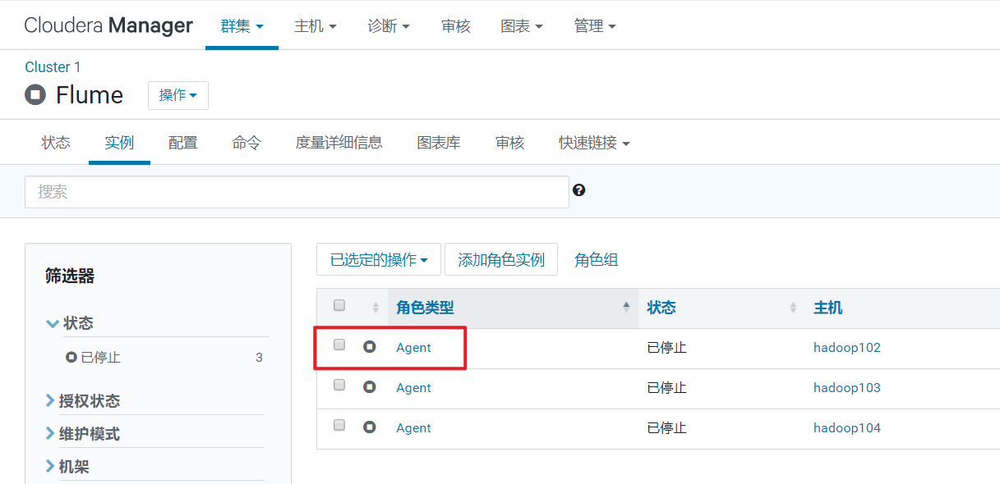 Cloudera Manager 群集 主机 诊断 审核 图表 管理
Cluster 1
Flume 操作
状态 实例 配置 命令 度量详细信息 图表库 审核 快速链接
搜索 ?
筛选器
状态
已停止 3
授权状态
维护模式
机架
已选定的操作 添加角色实例 角色组
角色类型 状态 主机
Agent 已停止 hadoop102
Agent 已停止 hadoop103
Agent 已停止 hadoop104